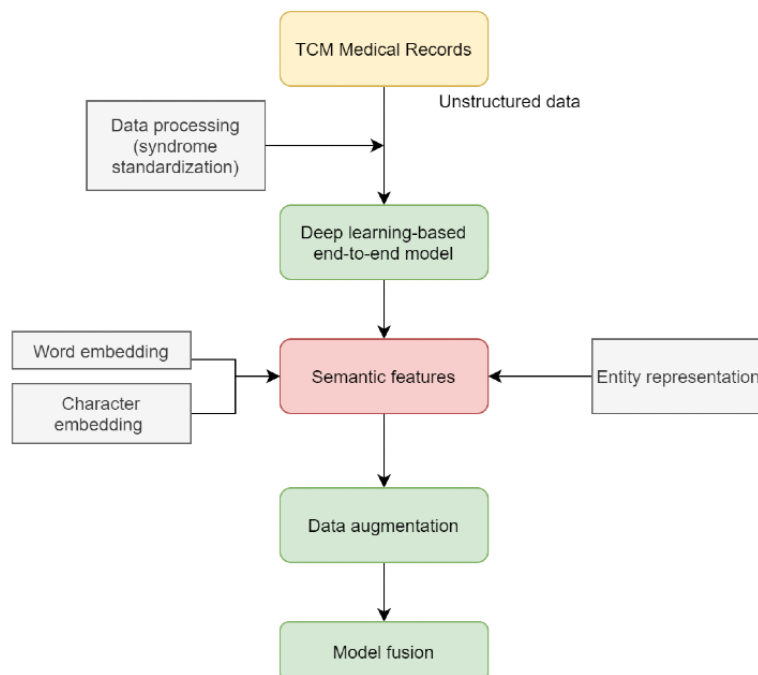 TCM Medical Records
Unstructured data
Data processing
(syndrome
standardization)
Deep learning-based
end-to-end model
Word embedding
Character
embedding
Semantic features
Entity representation
Data augmentation
Model fusion